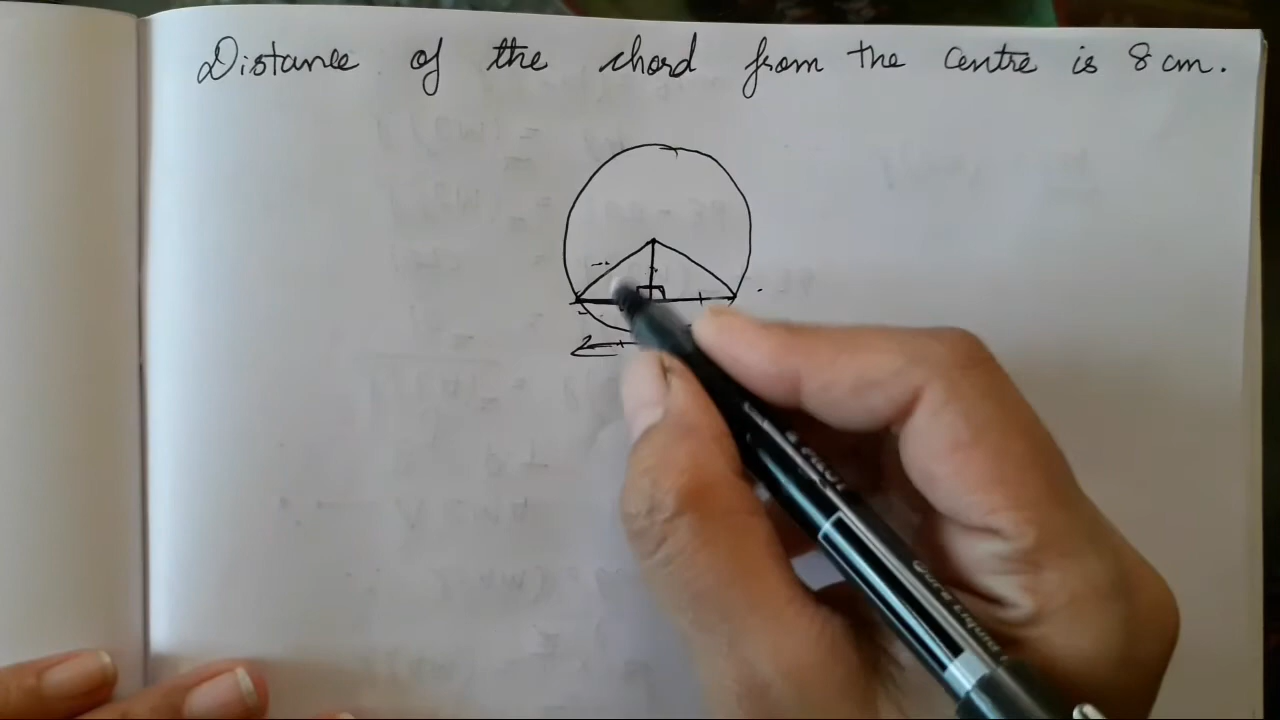 Distance of the chord from the centre is 8 cm.